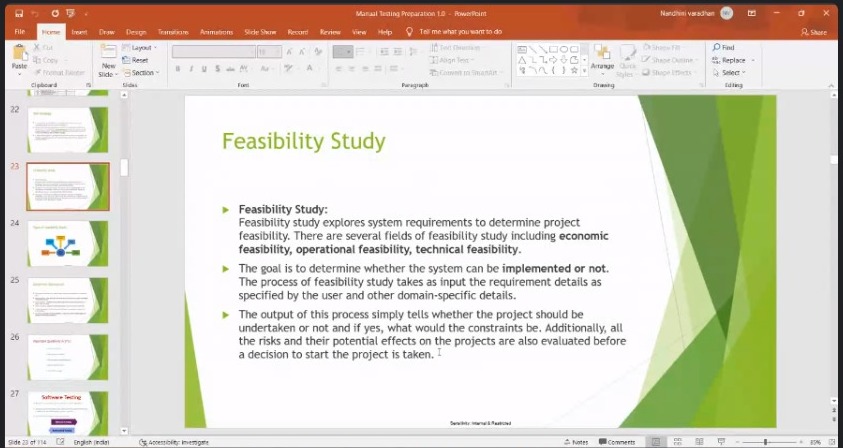 Manual Testing Preparation 1.0 - PowerPoint
Nandhini varadhan
File Home Insert Draw Design Transitions Animations Slide Show Record Review View Help Tell me what you want to do Share
Cut
Copy
Format Painter
Paste
Clipboard
New
Slide
Layout
Reset
Section
Slides
Font
Text Direction
Align Text
Convert to SmartArt
Paragraph
Arrange
Quick
Styles
Shape Fill
Shape Outline
Shape Effects
Drawing
Find
Replace
Select
Editing
22
23
24
25
26
27
Software Testing
Feasibility Study
Feasibility Study:
Feasibility study explores system requirements to determine project
feasibility. There are several fields of feasibility study including economic
feasibility, operational feasibility, technical feasibility.
The goal is to determine whether the system can be implemented or not.
The process of feasibility study takes as input the requirement details as
specified by the user and other domain-specific details.
The output of this process simply tells whether the project should be
undertaken or not and if yes, what would the constraints be. Additionally, all
the risks and their potential effects on the projects are also evaluated before
a decision to start the project is taken.
Sensitivity: Internal & Restricted
Slide 23 of 114 English (India) Accessibility: Investigate Notes Comments 85%